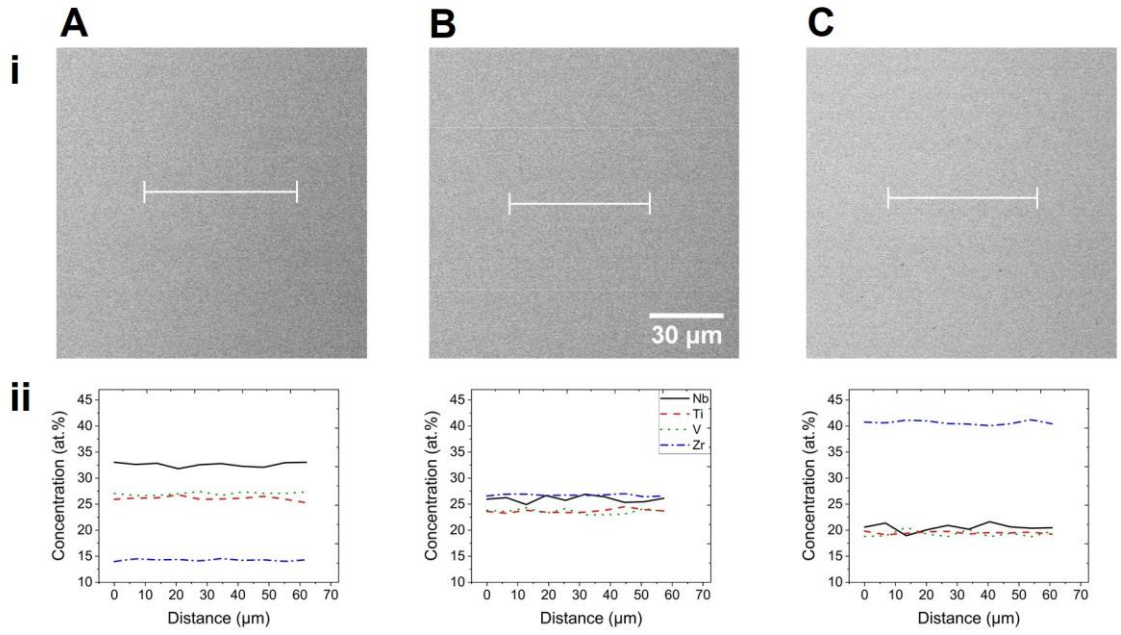 A B C
i
30 µm
ii
45 45 45
40 40 40
35 35 35
30 30 30
25 25 25
20 20 20
15 15 15
10 10 10
Concentration (at.%) Concentration (at.%) Concentration (at.%)
Nb
Ti
V
Zr
0 10 20 30 40 50 60 70 0 10 20 30 40 50 60 70 0 10 20 30 40 50 60 70
Distance (µm) Distance (µm) Distance (µm)